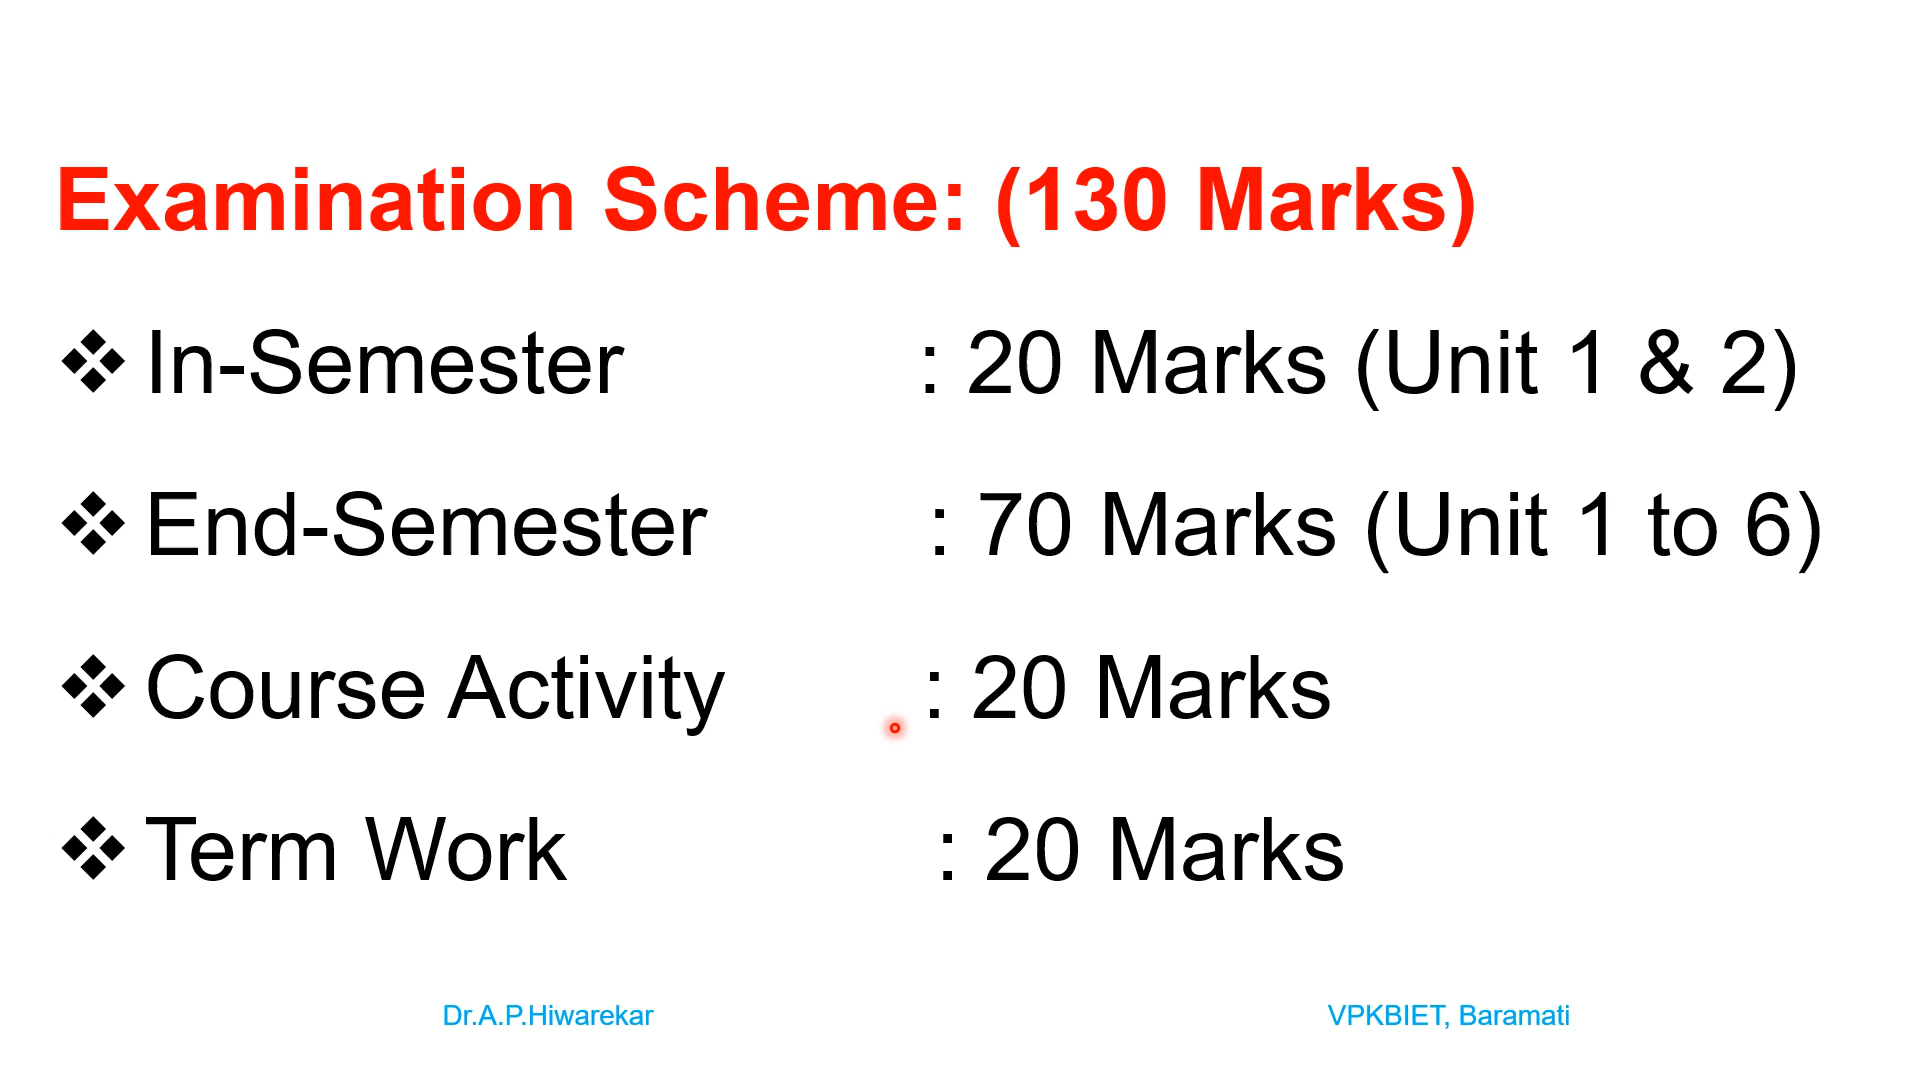 Examination Scheme: (130 Marks)
❖ In-Semester : 20 Marks (Unit 1 & 2)
❖ End-Semester : 70 Marks (Unit 1 to 6)
❖ Course Activity : 20 Marks
❖ Term Work : 20 Marks
Dr.A.P.Hiwarekar VPKBIET, Baramati